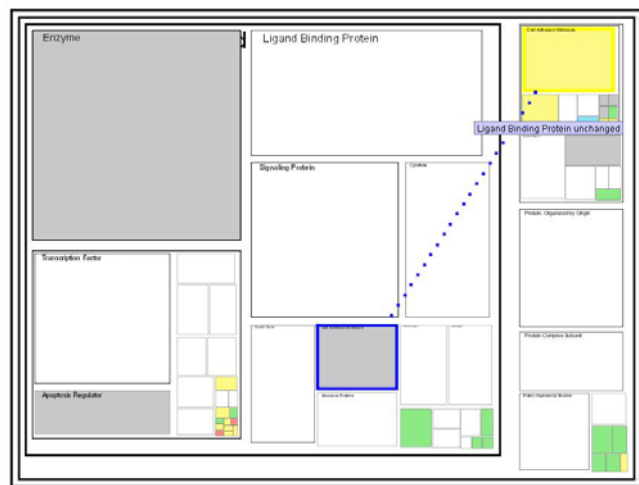 Enzyme
Ligand Binding Protein
Cell Adhesion Molecule
Ligand Binding Protein unchanged
Signaling Protein
Cytokine
Protein, Organized by Origin
Transcription Factor
Protein Complex Subunit
Apoptosis Regulator
Structural Protein